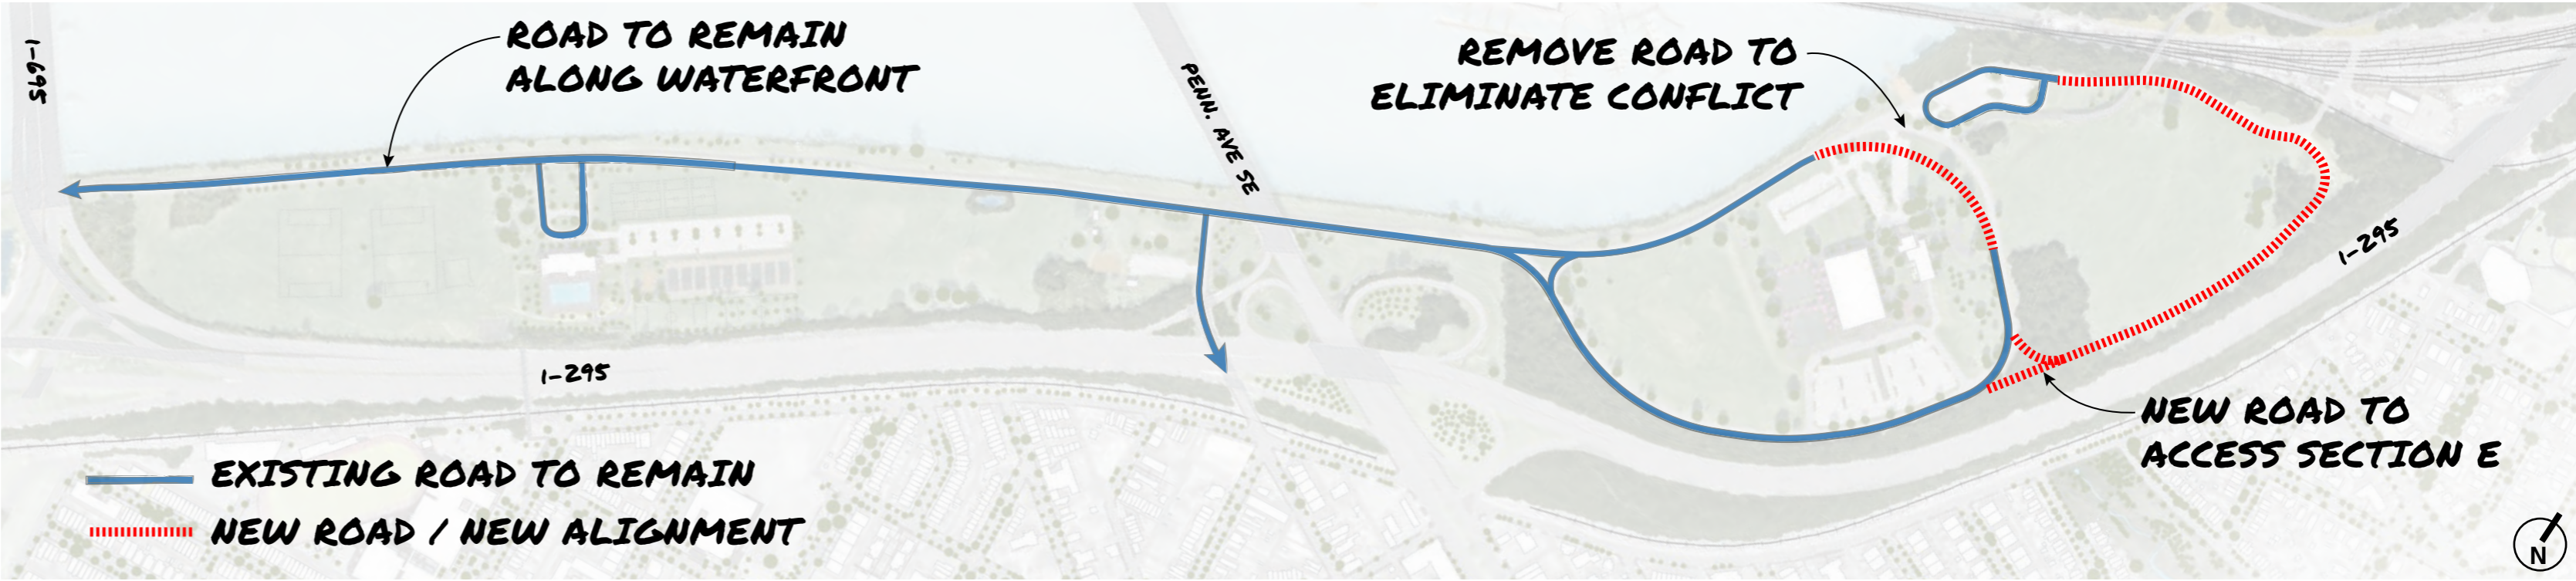 I-695
ROAD TO REMAIN
ALONG WATERFRONT
PENN. AVE SE
REMOVE ROAD TO
ELIMINATE CONFLICT
I-295
I-295
NEW ROAD TO
ACCESS SECTION E
EXISTING ROAD TO REMAIN
NEW ROAD / NEW ALIGNMENT
N